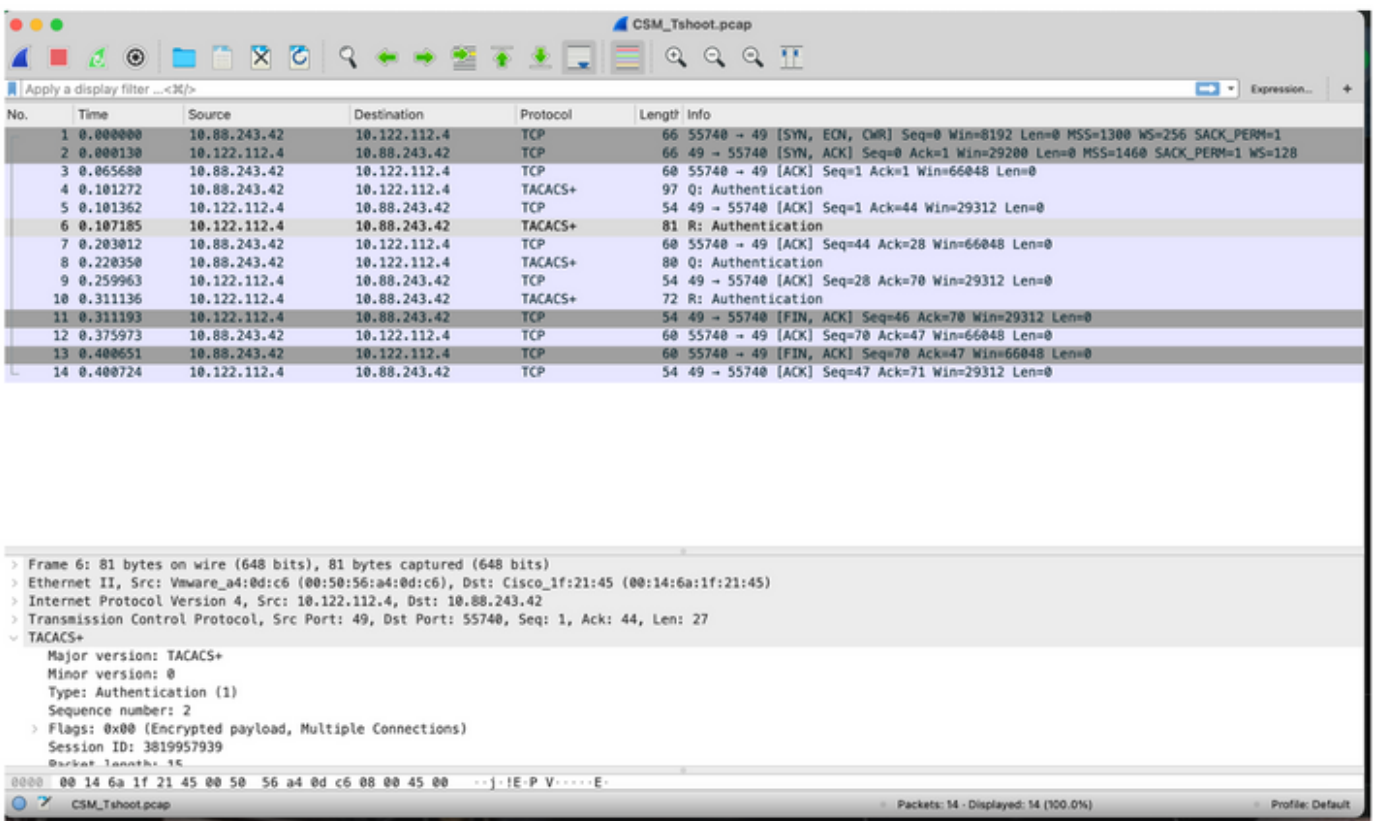 CSM_Tshoot.pcap
Apply a display filter ...<⌘/>
Expression...
+
No. Time Source Destination Protocol Length Info
1 0.000000 10.88.243.42 10.122.112.4 TCP 66 55740 → 49 [SYN, ECN, CWR] Seq=0 Win=8192 Len=0 MSS=1300 WS=256 SACK_PERM=1
2 0.000130 10.122.112.4 10.88.243.42 TCP 66 49 → 55740 [SYN, ACK] Seq=0 Ack=1 Win=29200 Len=0 MSS=1460 SACK_PERM=1 WS=128
3 0.065680 10.88.243.42 10.122.112.4 TCP 60 55740 → 49 [ACK] Seq=1 Ack=1 Win=66048 Len=0
4 0.101272 10.88.243.42 10.122.112.4 TACACS+ 97 Q: Authentication
5 0.101362 10.122.112.4 10.88.243.42 TCP 54 49 → 55740 [ACK] Seq=1 Ack=44 Win=29312 Len=0
6 0.107185 10.122.112.4 10.88.243.42 TACACS+ 81 R: Authentication
7 0.203012 10.88.243.42 10.122.112.4 TCP 60 55740 → 49 [ACK] Seq=44 Ack=28 Win=66048 Len=0
8 0.220350 10.88.243.42 10.122.112.4 TACACS+ 80 Q: Authentication
9 0.259963 10.122.112.4 10.88.243.42 TCP 54 49 → 55740 [ACK] Seq=28 Ack=70 Win=29312 Len=0
10 0.311136 10.122.112.4 10.88.243.42 TACACS+ 72 R: Authentication
11 0.311193 10.122.112.4 10.88.243.42 TCP 54 49 → 55740 [FIN, ACK] Seq=46 Ack=70 Win=29312 Len=0
12 0.375973 10.88.243.42 10.122.112.4 TCP 60 55740 → 49 [ACK] Seq=70 Ack=47 Win=66048 Len=0
13 0.400651 10.88.243.42 10.122.112.4 TCP 60 55740 → 49 [FIN, ACK] Seq=70 Ack=47 Win=66048 Len=0
14 0.400724 10.122.112.4 10.88.243.42 TCP 54 49 → 55740 [ACK] Seq=47 Ack=71 Win=29312 Len=0
Frame 6: 81 bytes on wire (648 bits), 81 bytes captured (648 bits)
Ethernet II, Src: Vmware_a4:0d:c6 (00:50:56:a4:0d:c6), Dst: Cisco_1f:21:45 (00:14:6a:1f:21:45)
Internet Protocol Version 4, Src: 10.122.112.4, Dst: 10.88.243.42
Transmission Control Protocol, Src Port: 49, Dst Port: 55740, Seq: 1, Ack: 44, Len: 27
TACACS+
Major version: TACACS+
Minor version: 0
Type: Authentication (1)
Sequence number: 2
Flags: 0x00 (Encrypted payload, Multiple Connections)
Session ID: 3819957939
Packet length: 15
0000 00 14 6a 1f 21 45 00 50 56 a4 0d c6 08 00 45 00 ··j·!E·P V·····E·
CSM_Tshoot.pcap
Packets: 14 · Displayed: 14 (100.0%)
Profile: Default